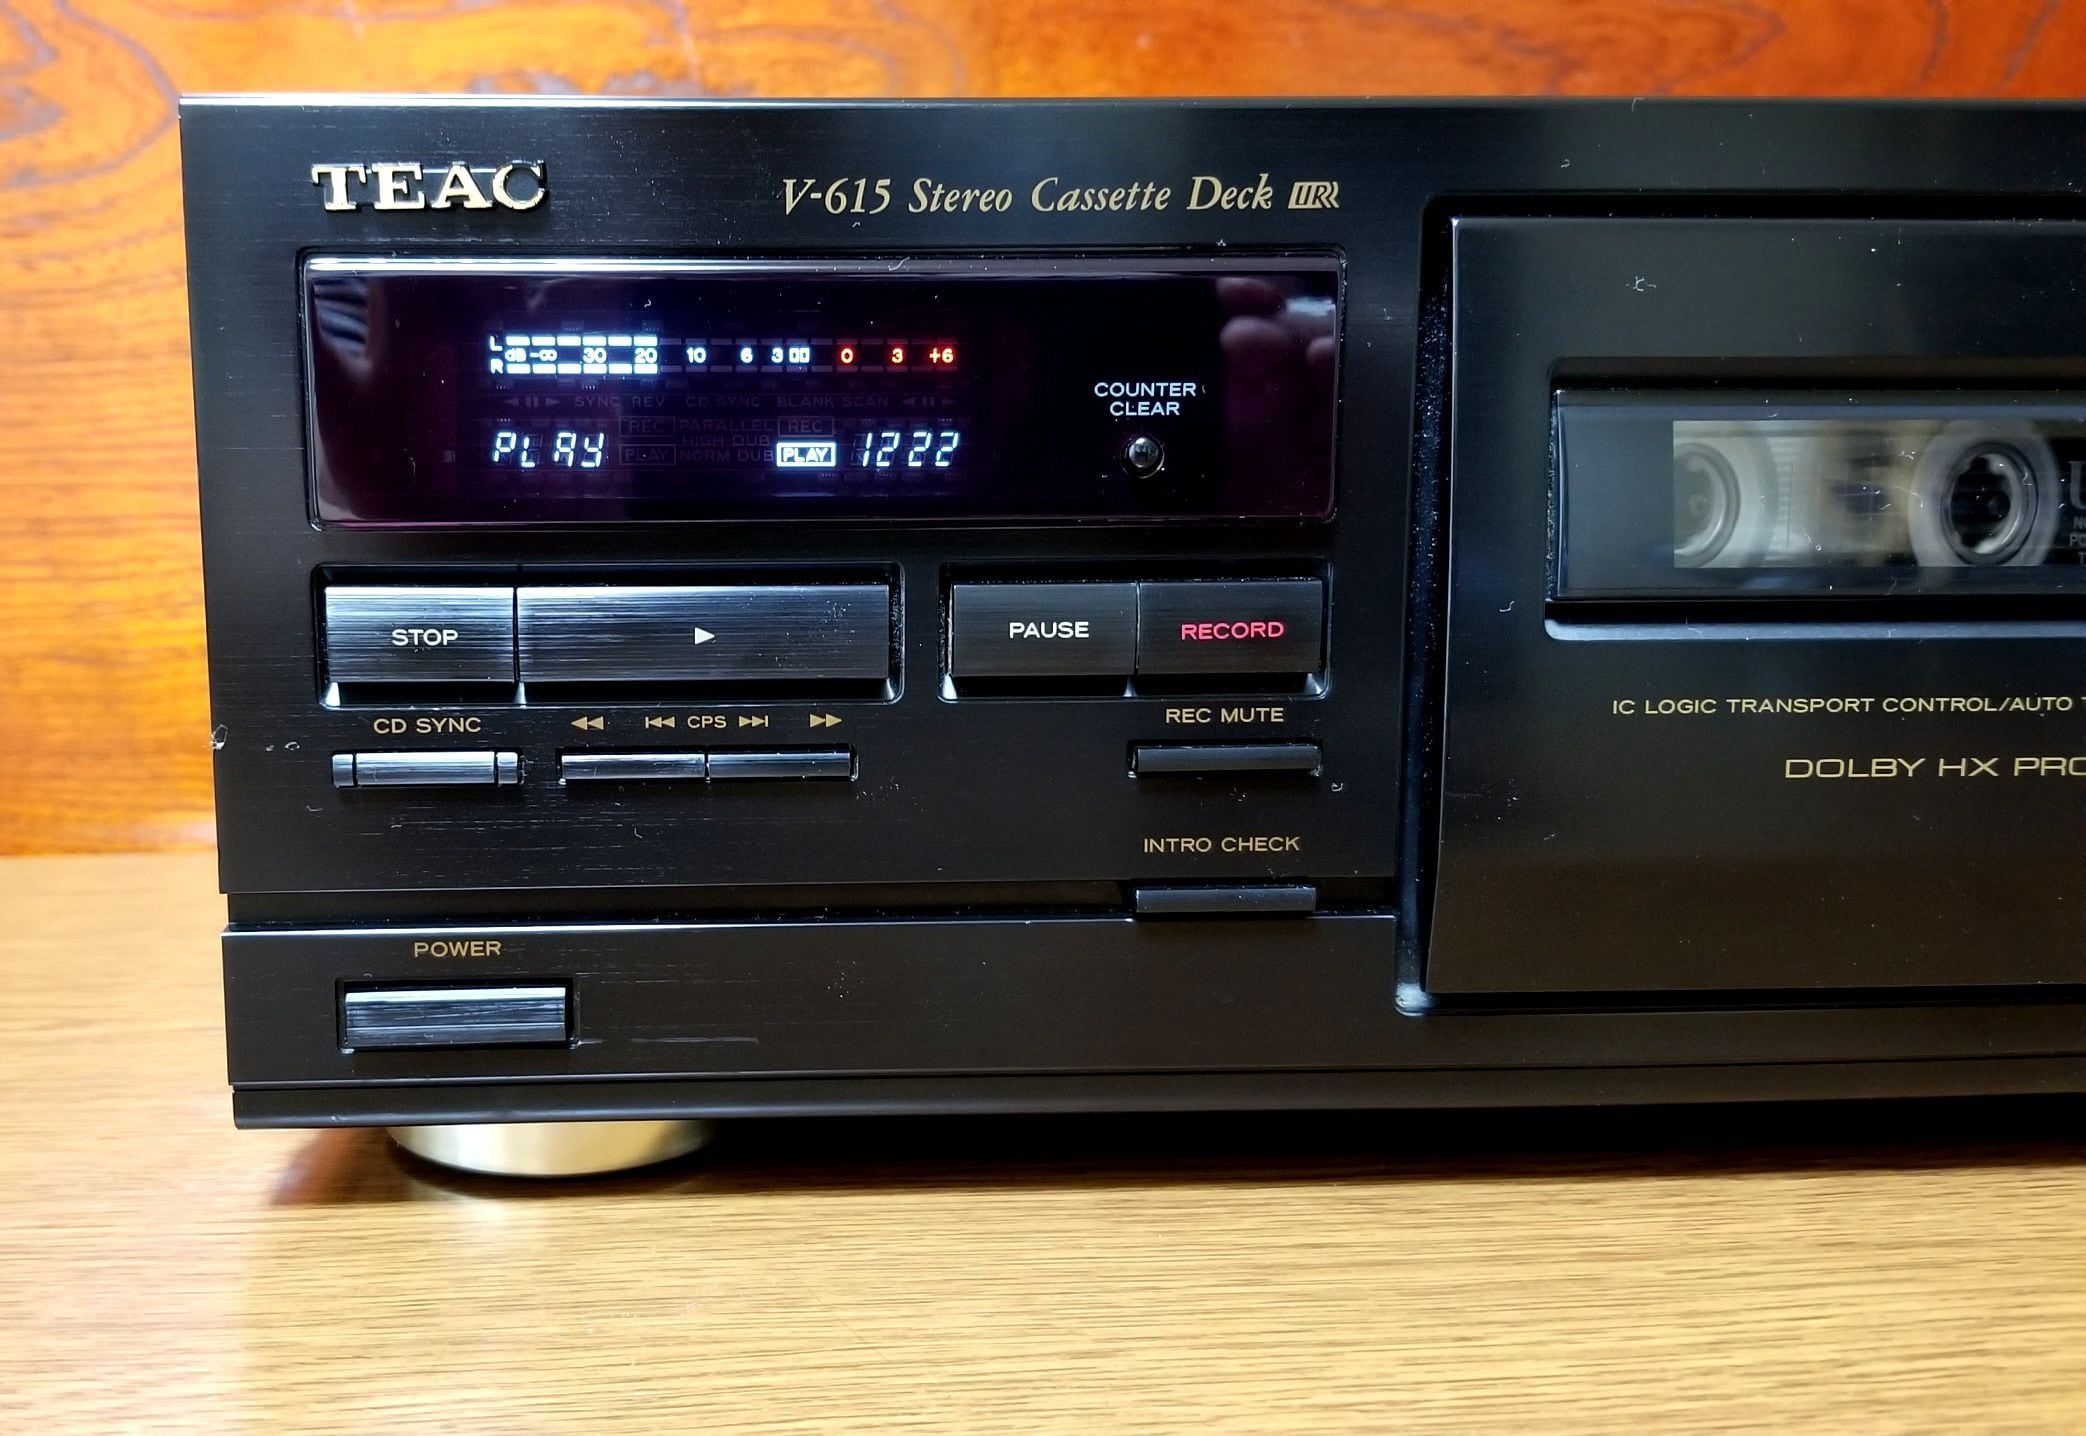 TEAC
V-615 Stereo Cassette Deck
L
dB -∞ 30 20 10 6 3 0 3 +6
R
SYNC REV CD SYNC BLANK SCAN
REC PARALLEL REC
HIGH DUB
PLAY NORM DUB PLAY
PLAY 1222
COUNTER
CLEAR
STOP
PAUSE
RECORD
CD SYNC
CPS
REC MUTE
INTRO CHECK
POWER
IC LOGIC TRANSPORT CONTROL/AUTO
DOLBY HX PRO